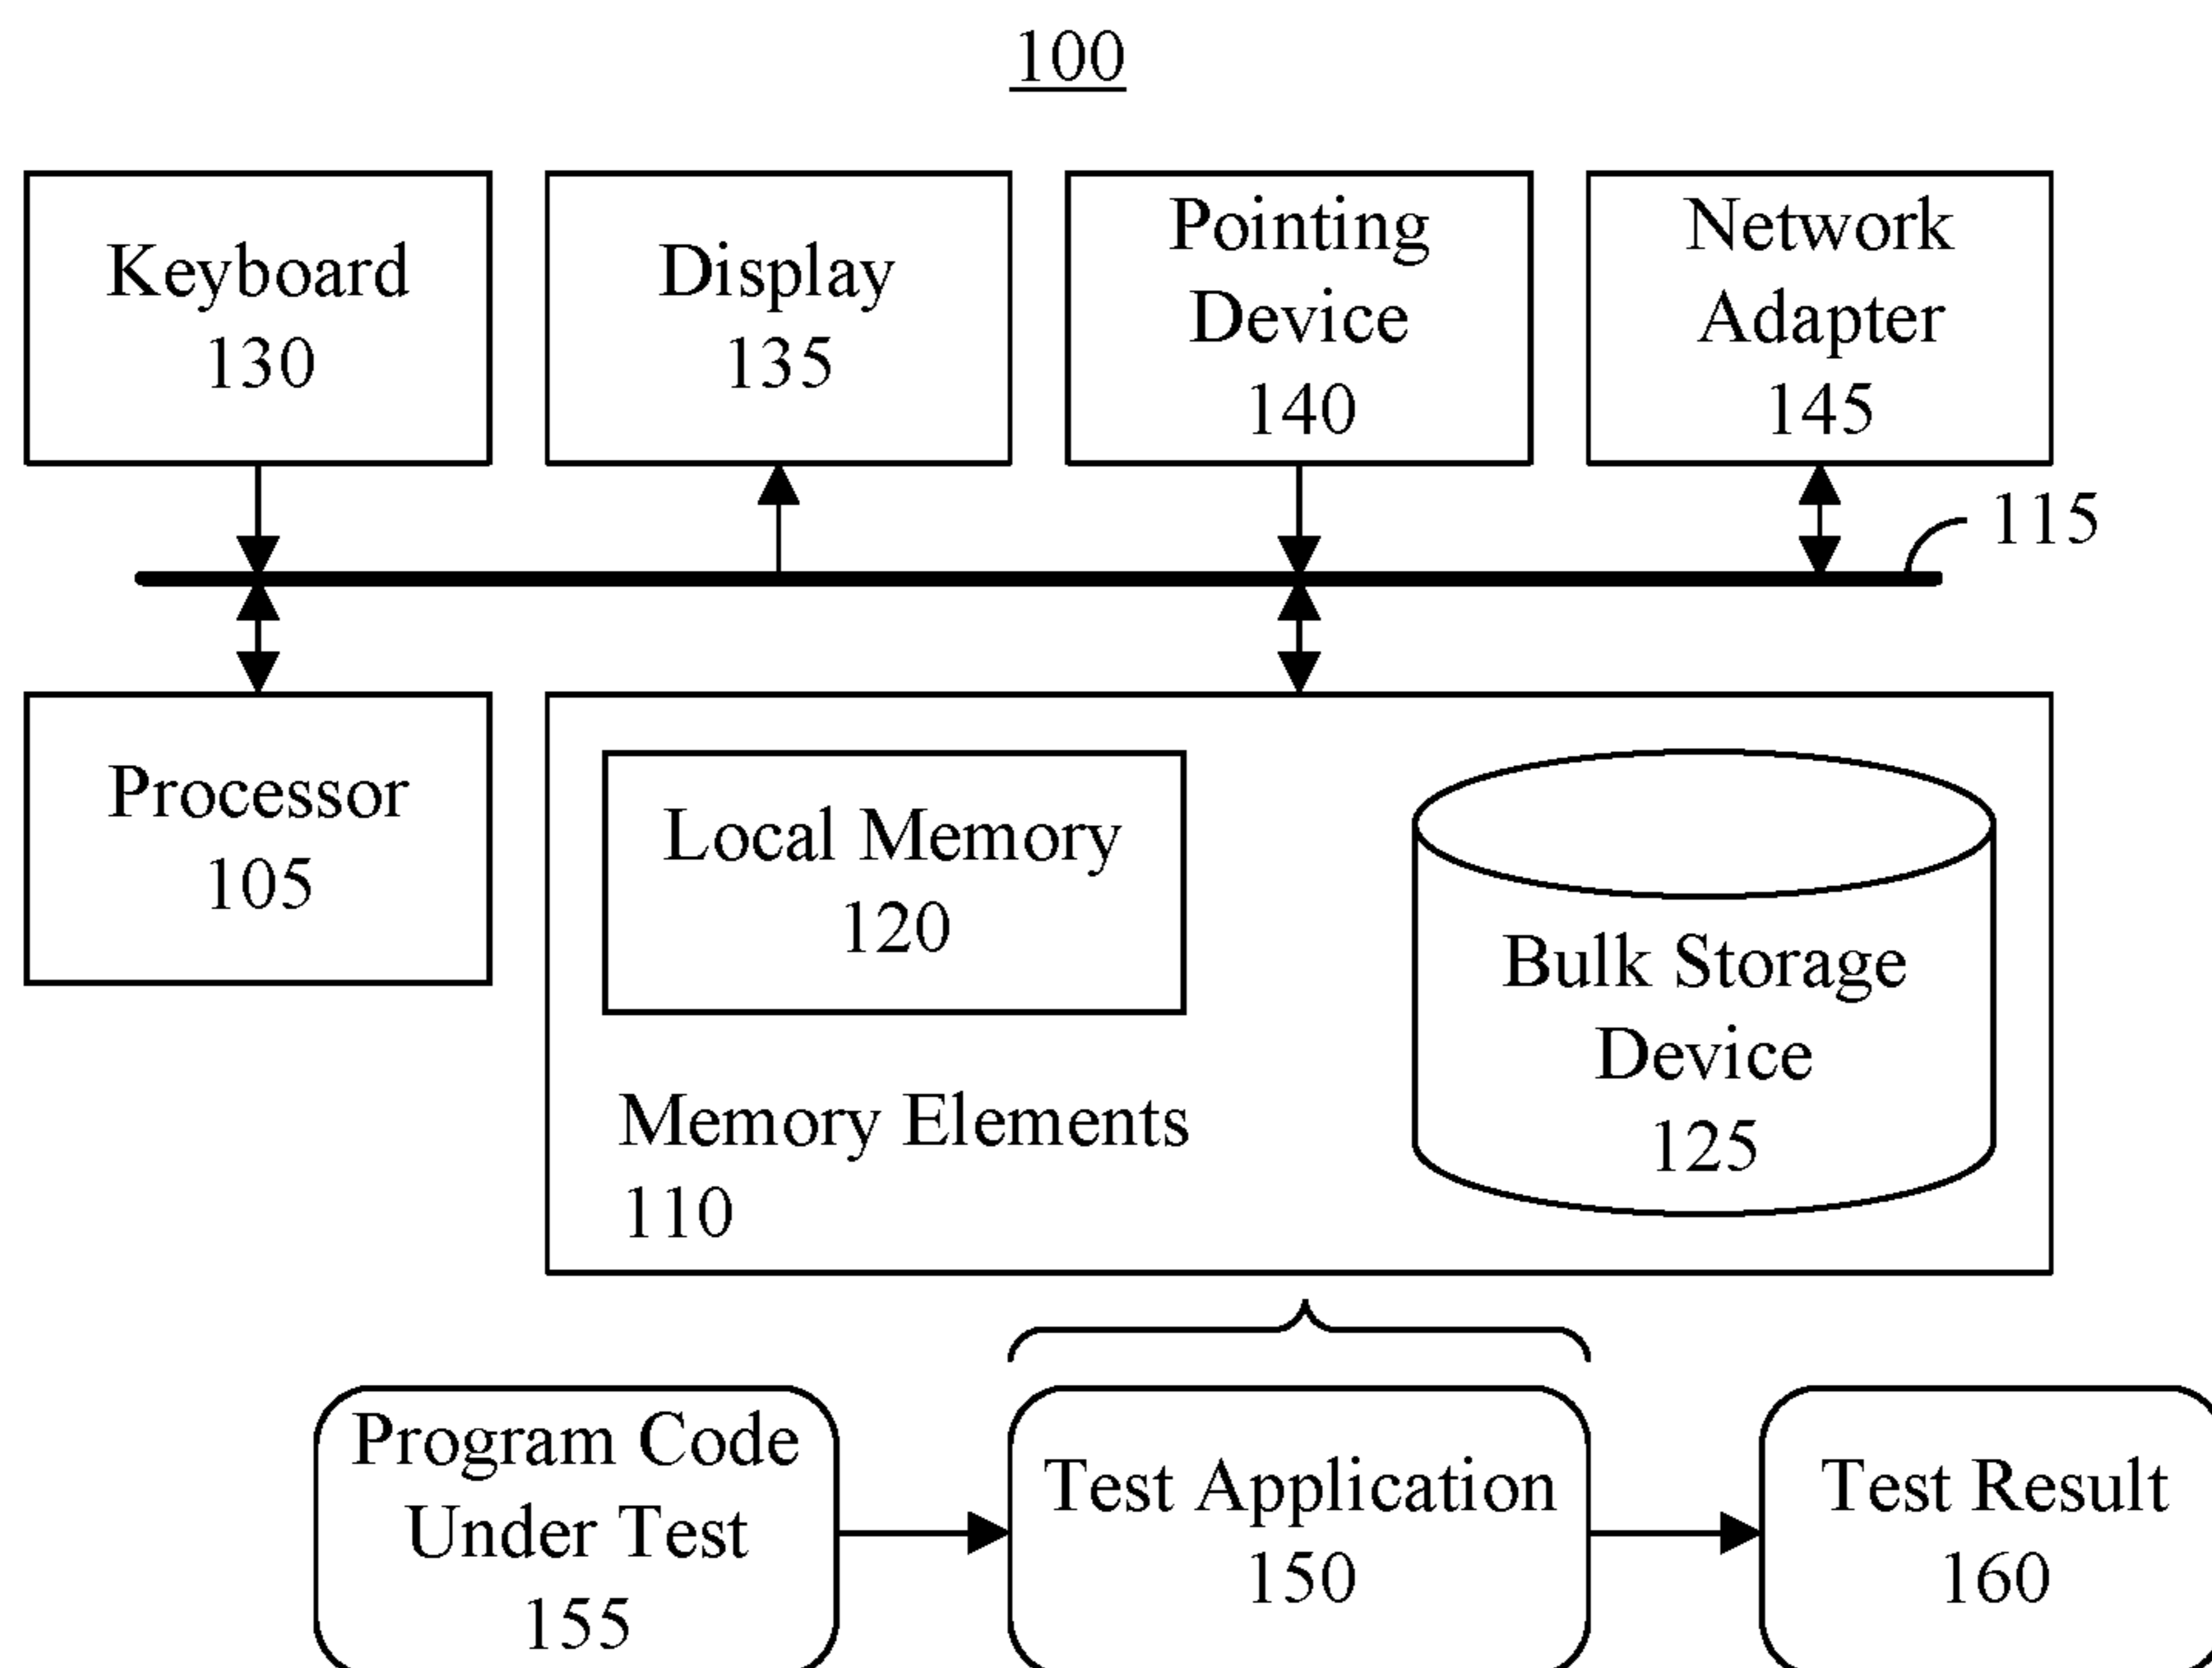 100
Keyboard
130
Display
135
Pointing
Device
140
Network
Adapter
145
115
Processor
105
Local Memory
120
Memory Elements
110
Bulk Storage
Device
125
Program Code
Under Test
155
Test Application
150
Test Result
160